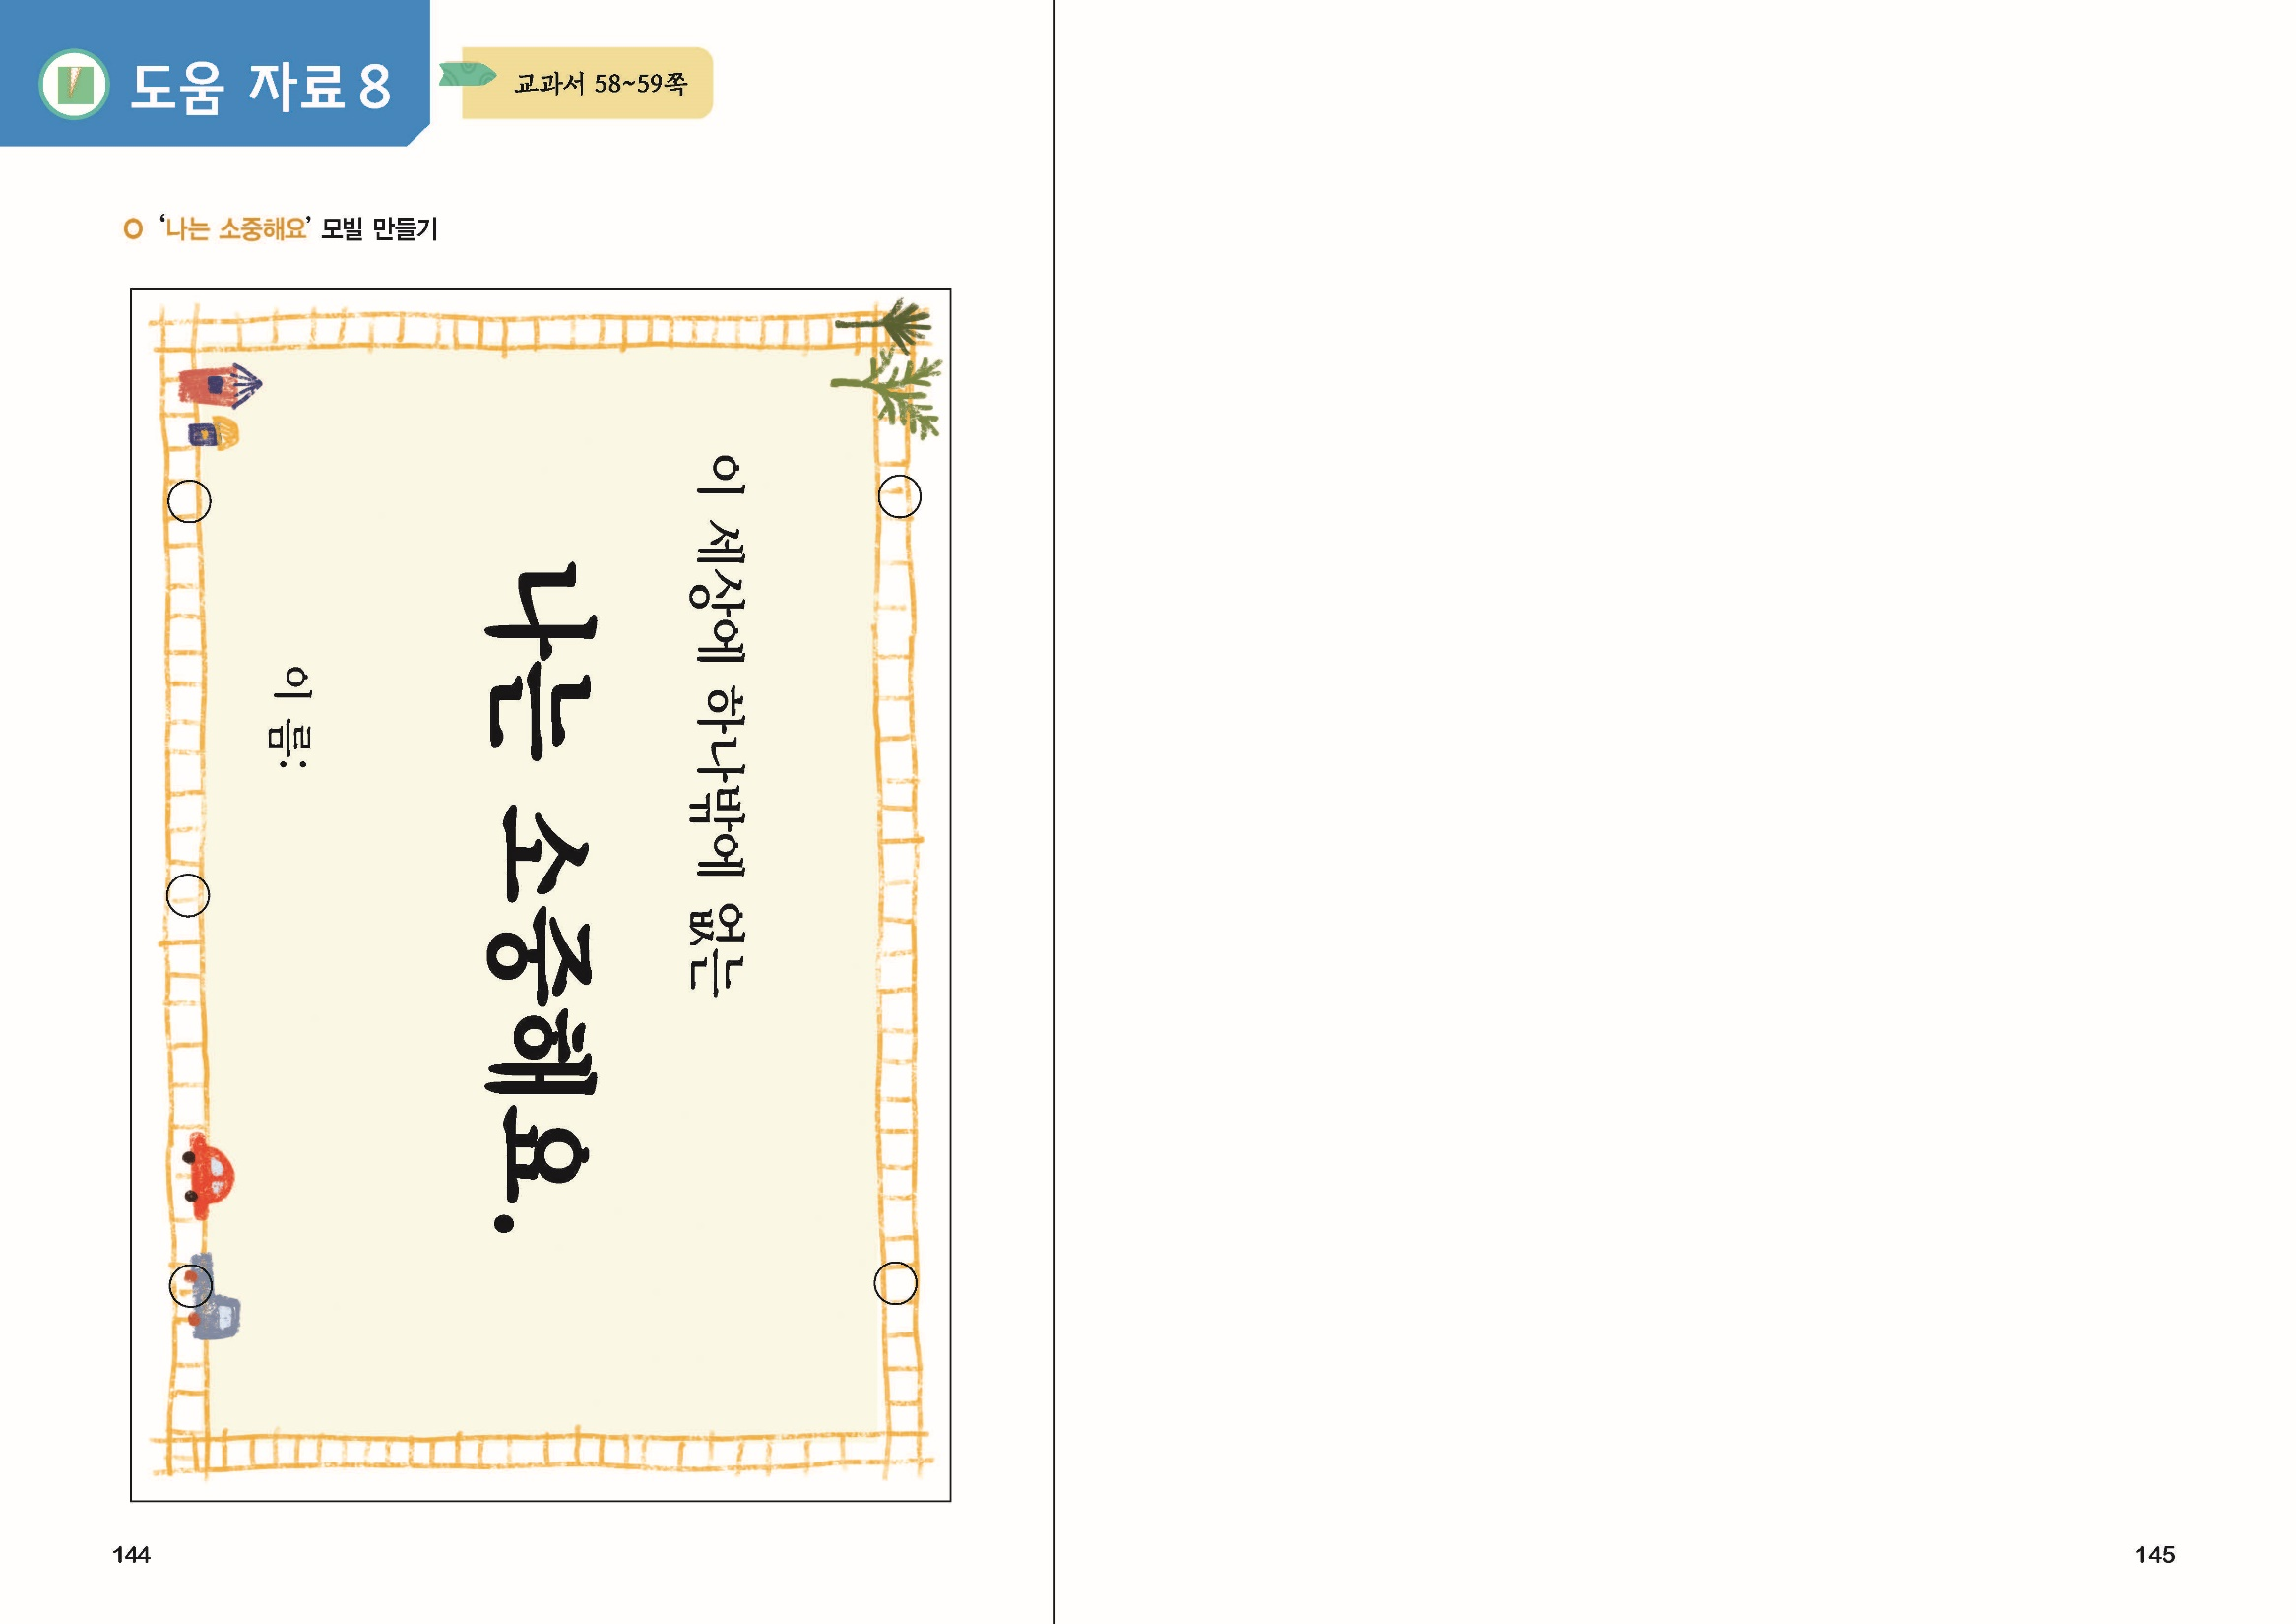 도움 자료 8
교과서 58~59쪽
‘나는 소중해요’ 모빌 만들기
이 세상에 하나밖에 없는
나는 소중해요.
이 름:
144
145